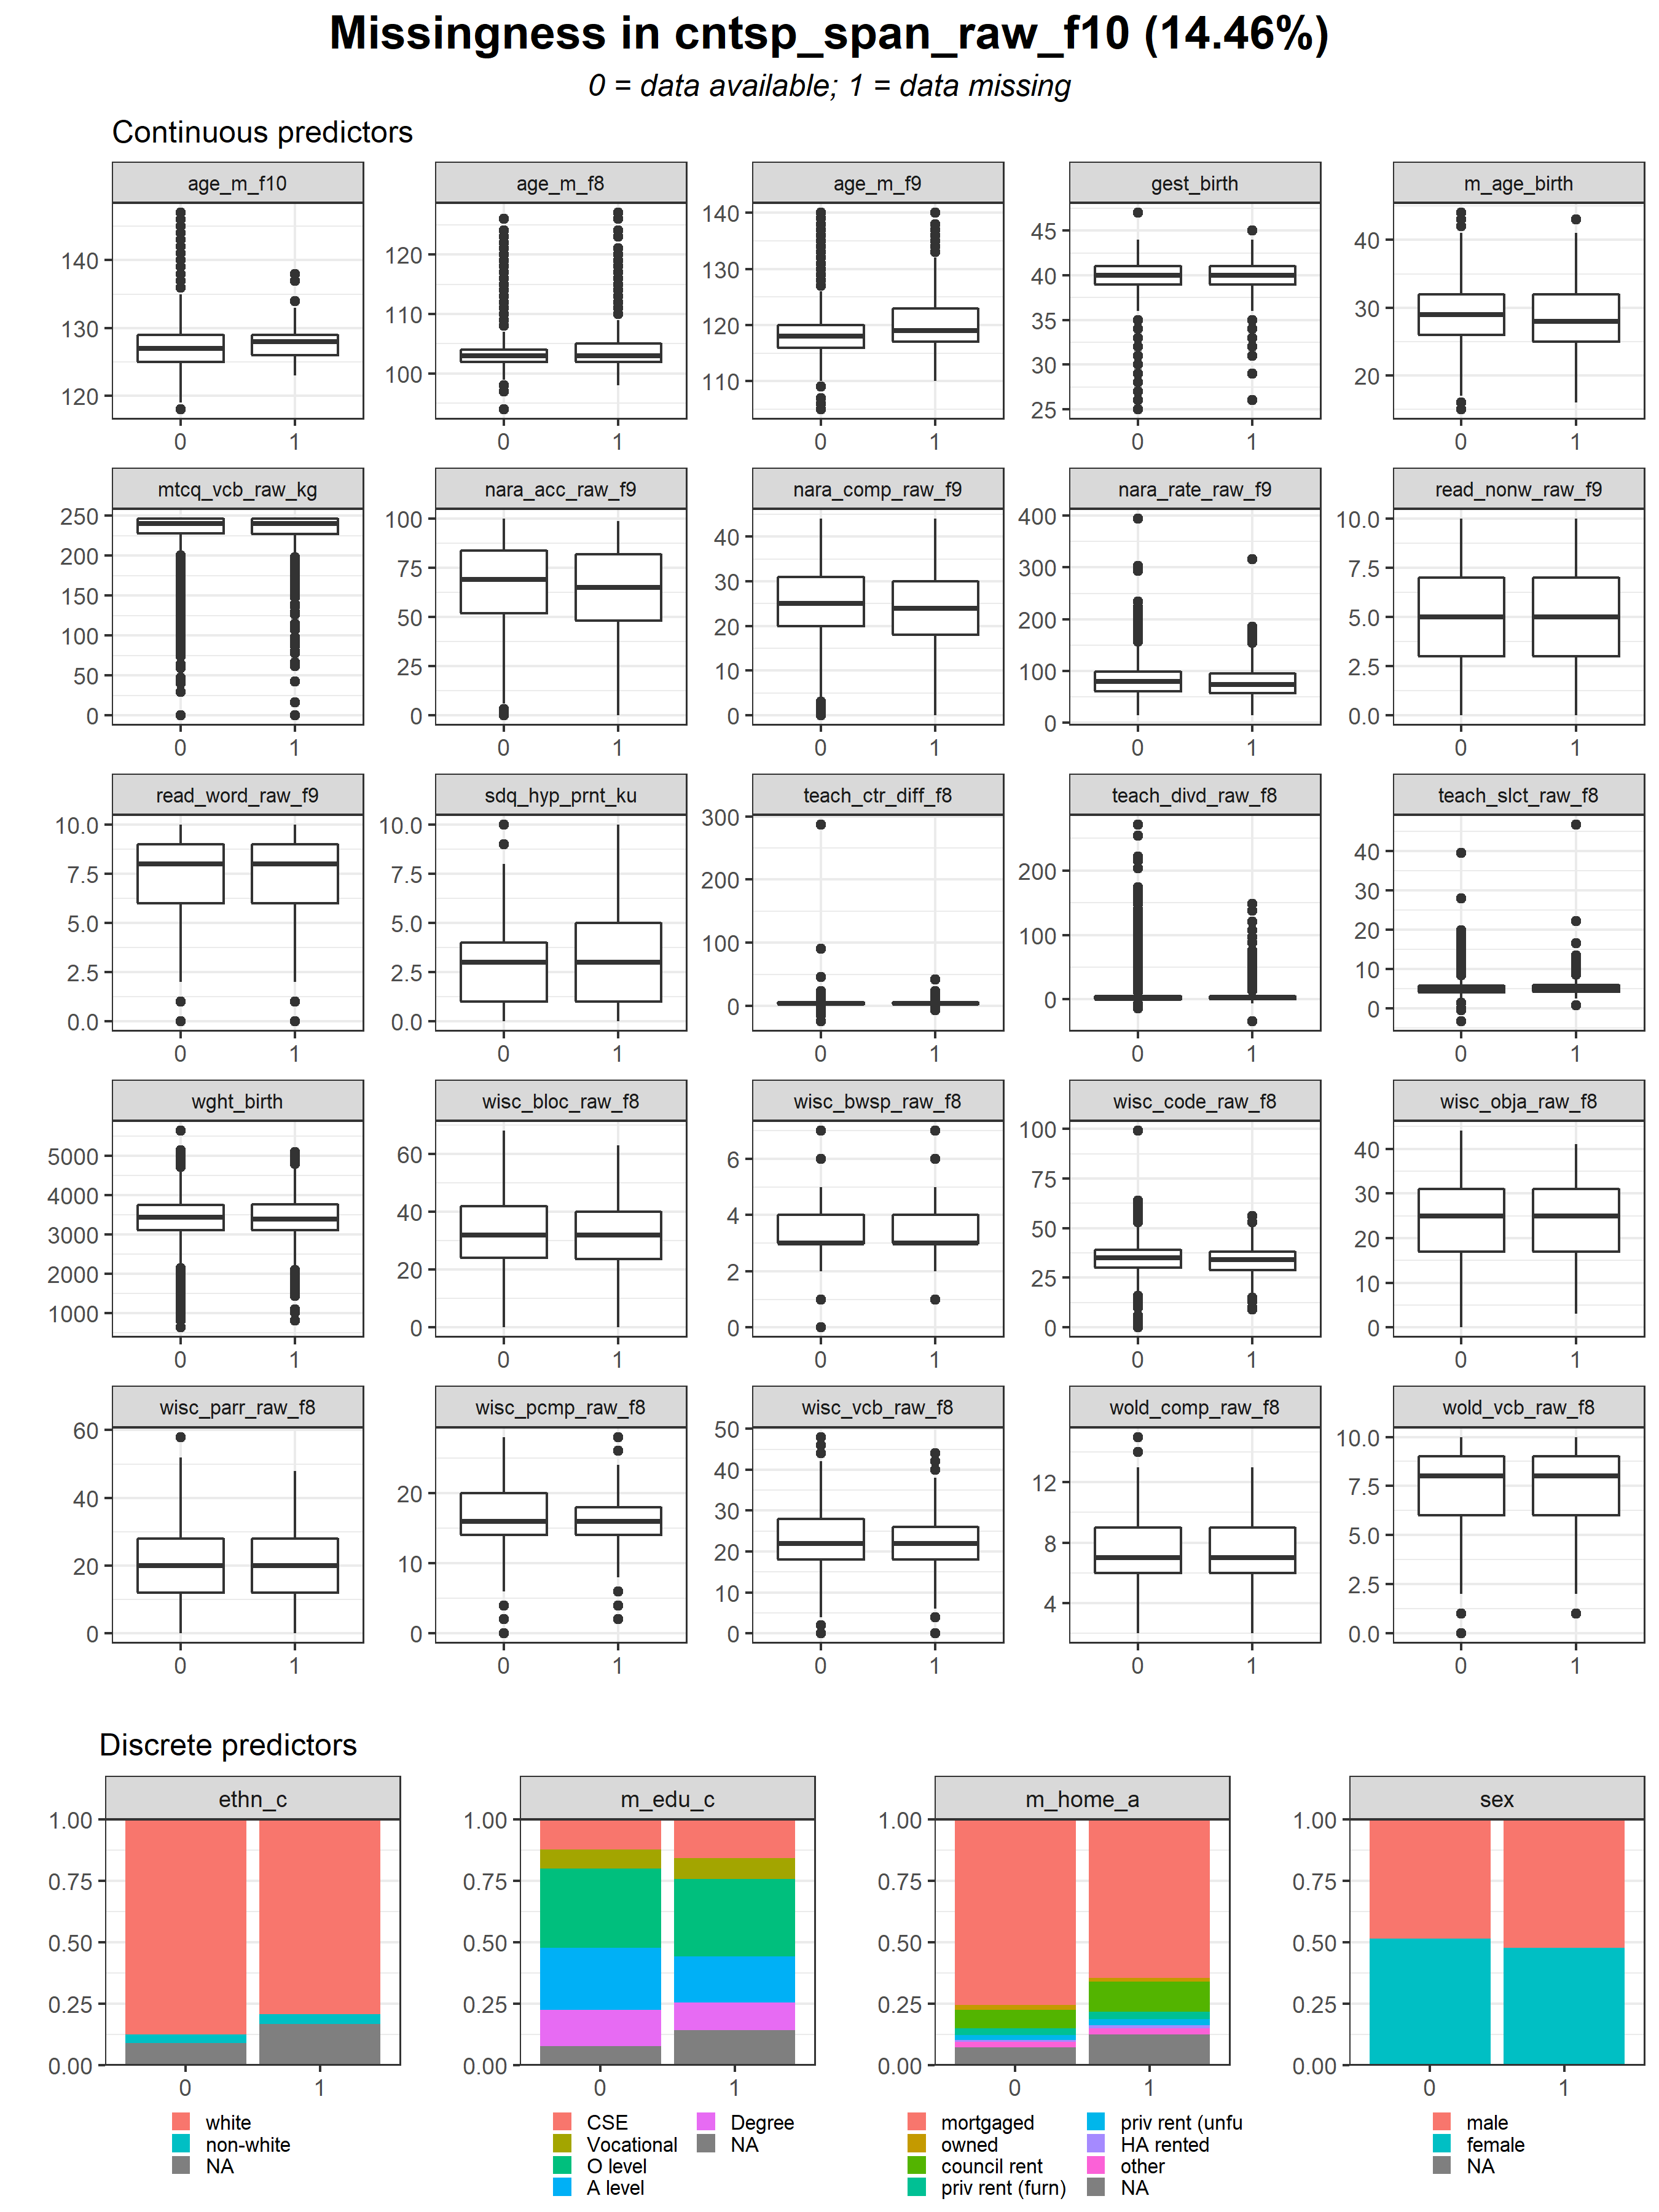 Missingness in cntsp_span_raw_f10 (14.46%)
0 = data available; 1 = data missing
Continuous predictors
age_m_f10 age_m_f8 age_m_f9 gest_birth m_age_birth
140 130 120 0 1
120 110 100 0 1
140 130 120 110 0 1
45 40 35 30 25 0 1
40 30 20 0 1
mtcq_vcb_raw_kg nara_acc_raw_f9 nara_comp_raw_f9 nara_rate_raw_f9 read_nonw_raw_f9
250 200 150 100 50 0 0 1
100 75 50 25 0 0 1
40 30 20 10 0 0 1
400 300 200 100 0 0 1
10.0 7.5 5.0 2.5 0.0 0 1
read_word_raw_f9 sdq_hyp_prnt_ku teach_ctr_diff_f8 teach_divd_raw_f8 teach_slct_raw_f8
10.0 7.5 5.0 2.5 0.0 0 1
10.0 7.5 5.0 2.5 0.0 0 1
300 200 100 0 0 1
200 100 0 0 1
40 30 20 10 0 0 1
wght_birth wisc_bloc_raw_f8 wisc_bwsp_raw_f8 wisc_code_raw_f8 wisc_obja_raw_f8
5000 4000 3000 2000 1000 0 1
60 40 20 0 0 1
6 4 2 0 0 1
100 75 50 25 0 0 1
40 30 20 10 0 0 1
wisc_parr_raw_f8 wisc_pcmp_raw_f8 wisc_vcb_raw_f8 wold_comp_raw_f8 wold_vcb_raw_f8
60 40 20 0 0 1
20 10 0 0 1
50 40 30 20 10 0 0 1
12 8 4 0 1
10.0 7.5 5.0 2.5 0.0 0 1
Discrete predictors
ethn_c m_edu_c m_home_a sex
1.00 0.75 0.50 0.25 0.00 0 1
1.00 0.75 0.50 0.25 0.00 0 1
1.00 0.75 0.50 0.25 0.00 0 1
1.00 0.75 0.50 0.25 0.00 0 1
white
non-white
NA
CSE
Vocational
O level
A level
Degree
NA
mortgaged
owned
council rent
priv rent (furn)
priv rent (unfu
HA rented
other
NA
male
female
NA